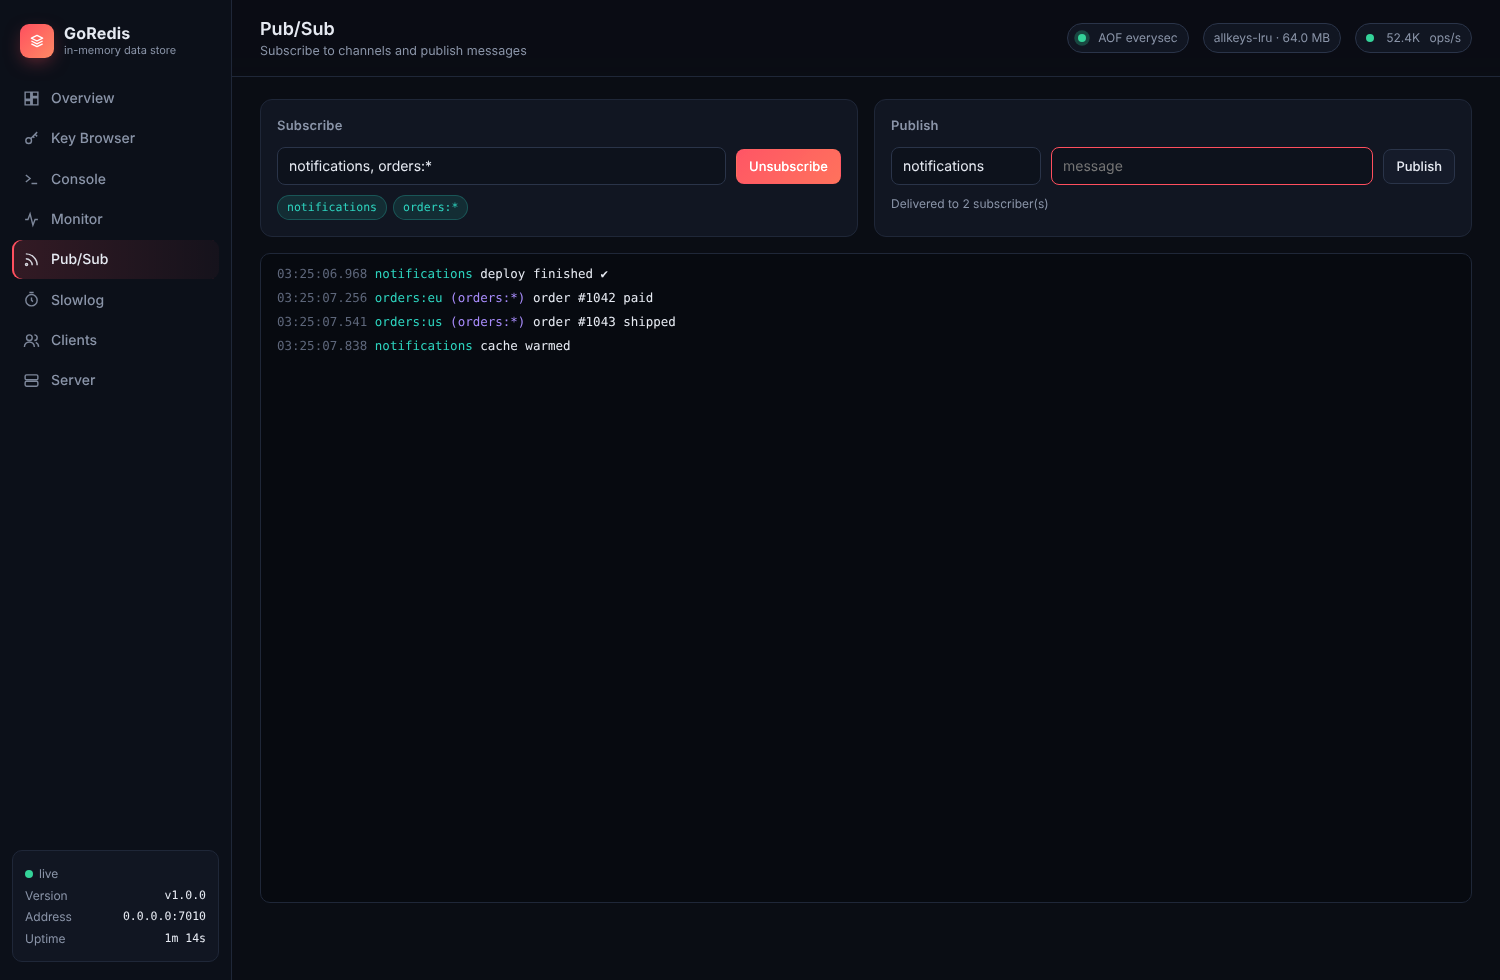 GoRedis
in-memory data store
Overview
Key Browser
Console
Monitor
Pub/Sub
Slowlog
Clients
Server
live
Version v1.0.0
Address 0.0.0.0:7010
Uptime 1m 14s
Pub/Sub
Subscribe to channels and publish messages
AOF everysec
allkeys-lru · 64.0 MB
52.4K ops/s
Subscribe
notifications, orders:*
Unsubscribe
notifications
orders:*
Publish
notifications
message
Publish
Delivered to 2 subscriber(s)
03:25:06.968 notifications deploy finished ✔
03:25:07.256 orders:eu (orders:*) order #1042 paid
03:25:07.541 orders:us (orders:*) order #1043 shipped
03:25:07.838 notifications cache warmed